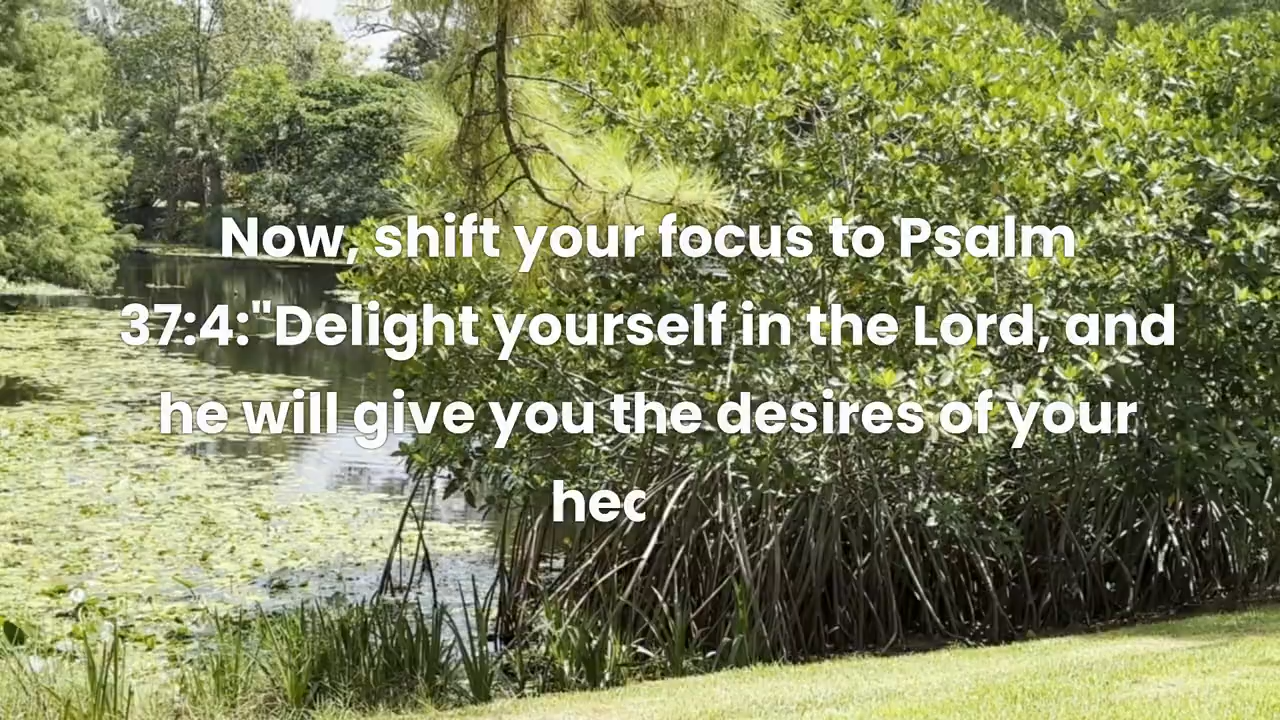 Now, shift your focus to Psalm
37:4:"Delight yourself in the Lord, and
he will give you the desires of your